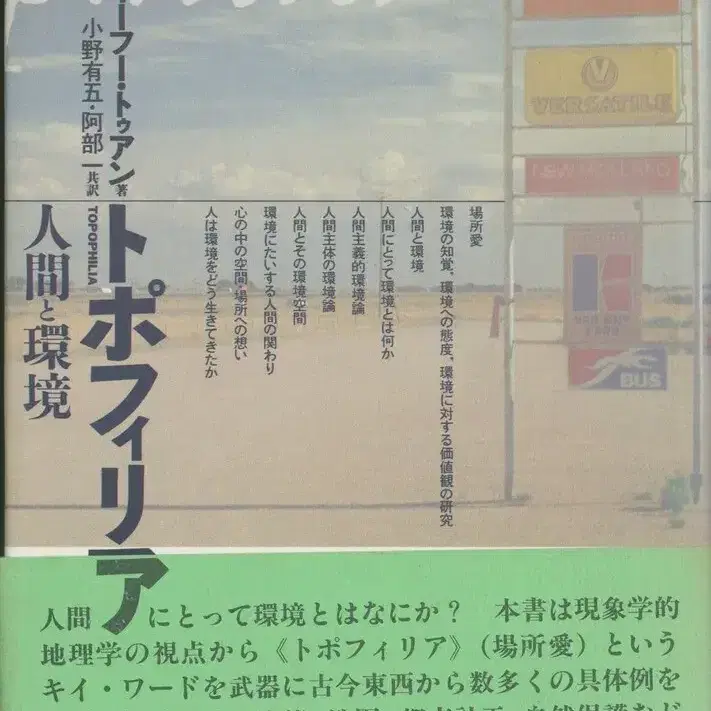 ーフー・トゥアン著
小野有五・阿部一共訳
トポフィリア
TOPOPHILIA
人間と環境
場所愛
環境の知覚、環境への態度、環境に対する価値観の研究
人間と環境
人間にとって環境とは何か
人間主義的環境論
人間主体の環境論
人間とその環境空間
環境にたいする人間の関わり
心の中の空間・場所への想い
人は環境をどう生きてきたか
VERSATILE
NEW HOLLAND
BUS
人間にとって環境とはなにか？　本書は現象学的
地理学の視点から《トポフィリア》（場所愛）という
キイ・ワードを武器に古今東西から数多くの具体例を